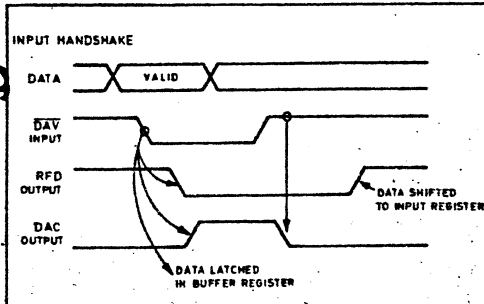 INPUT HANDSHAKE
DATA
VALID
DAV
INPUT
RFD
OUTPUT
DATA SHIFTED
TO INPUT REGISTER
DAC
OUTPUT
DATA LATCHED
IN BUFFER REGISTER